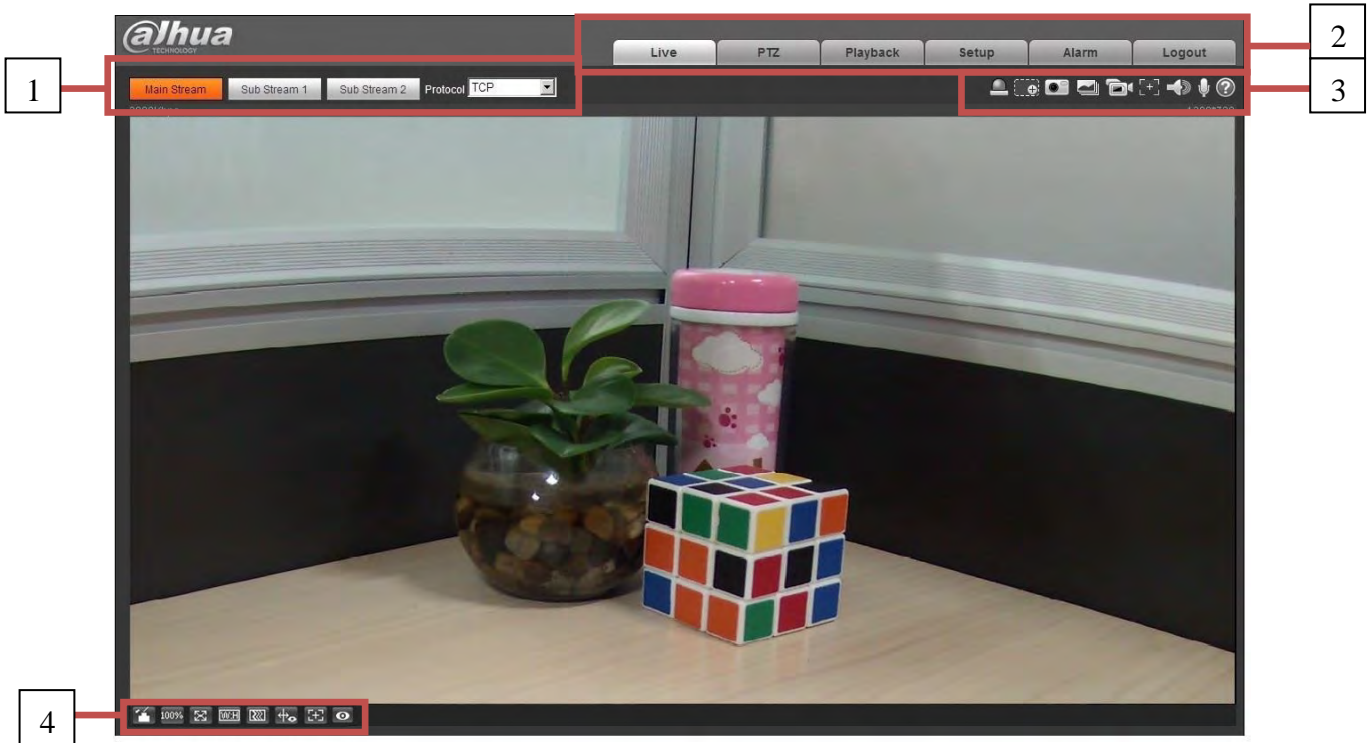 alhua
TECHNOLOGY
Live PTZ Playback Setup Alarm Logout
2
1
Main Stream Sub Stream 1 Sub Stream 2 Protocol TCP
3
100% W:H
4